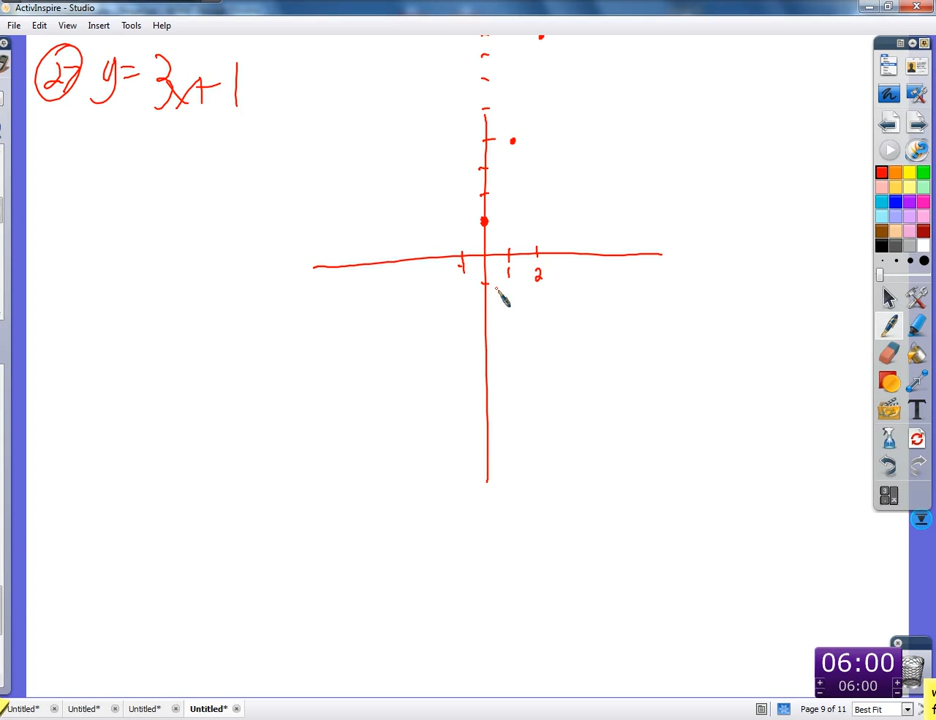 ActivInspire - Studio
File Edit View Insert Tools Help
27 y = 3x+1
-1 1 2
06:00
06:00
Untitled* Untitled* Untitled* Untitled* Page 9 of 11 Best Fit